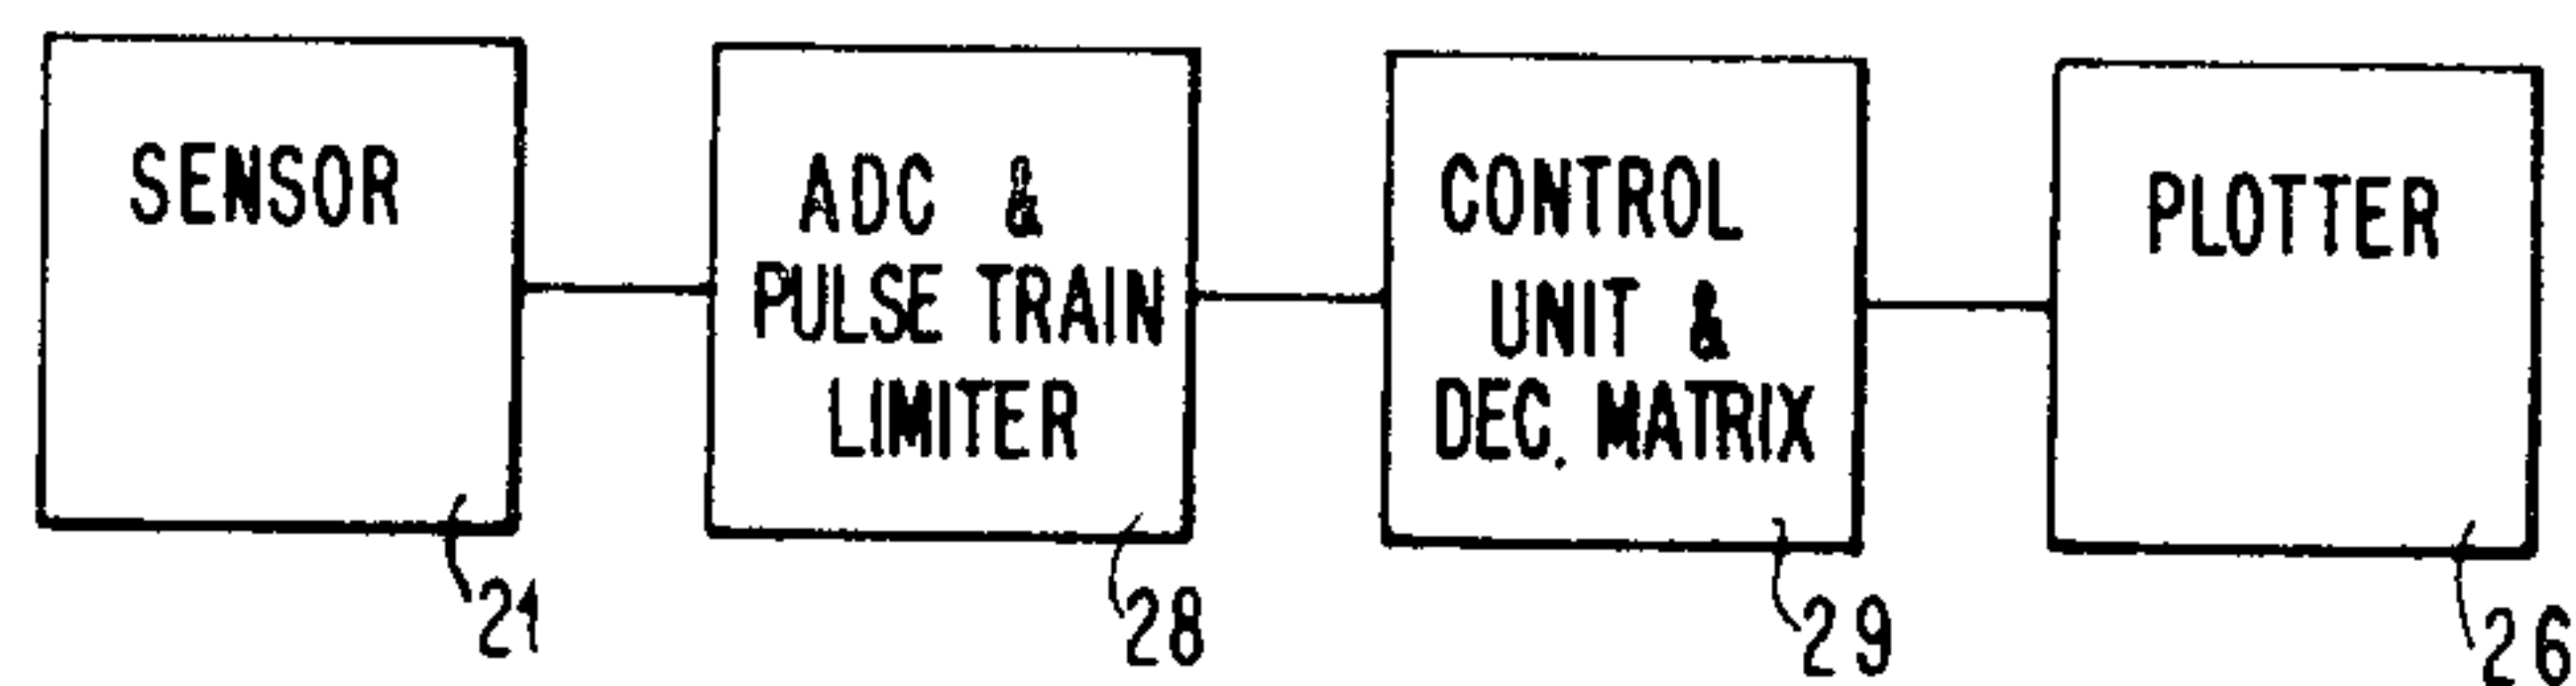 SENSOR
21
ADC &
PULSE TRAIN
LIMITER
28
CONTROL
UNIT &
DEC. MATRIX
29
PLOTTER
26